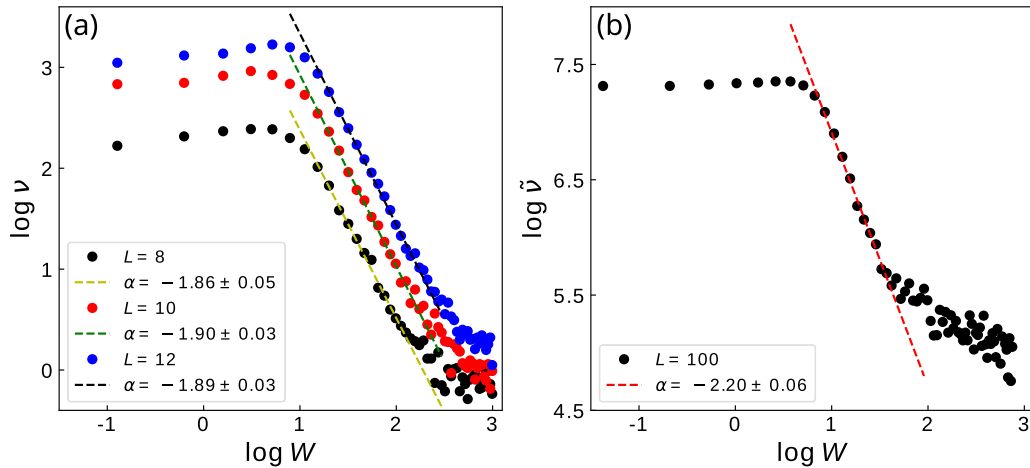 (a)
log ν
3
2
1
0
L = 8
α = −1.86 ± 0.05
L = 10
α = −1.90 ± 0.03
L = 12
α = −1.89 ± 0.03
-1 0 1 2 3
log W
(b)
log ν̃
7.5
6.5
5.5
4.5
L = 100
α = −2.20 ± 0.06
-1 0 1 2 3
log W